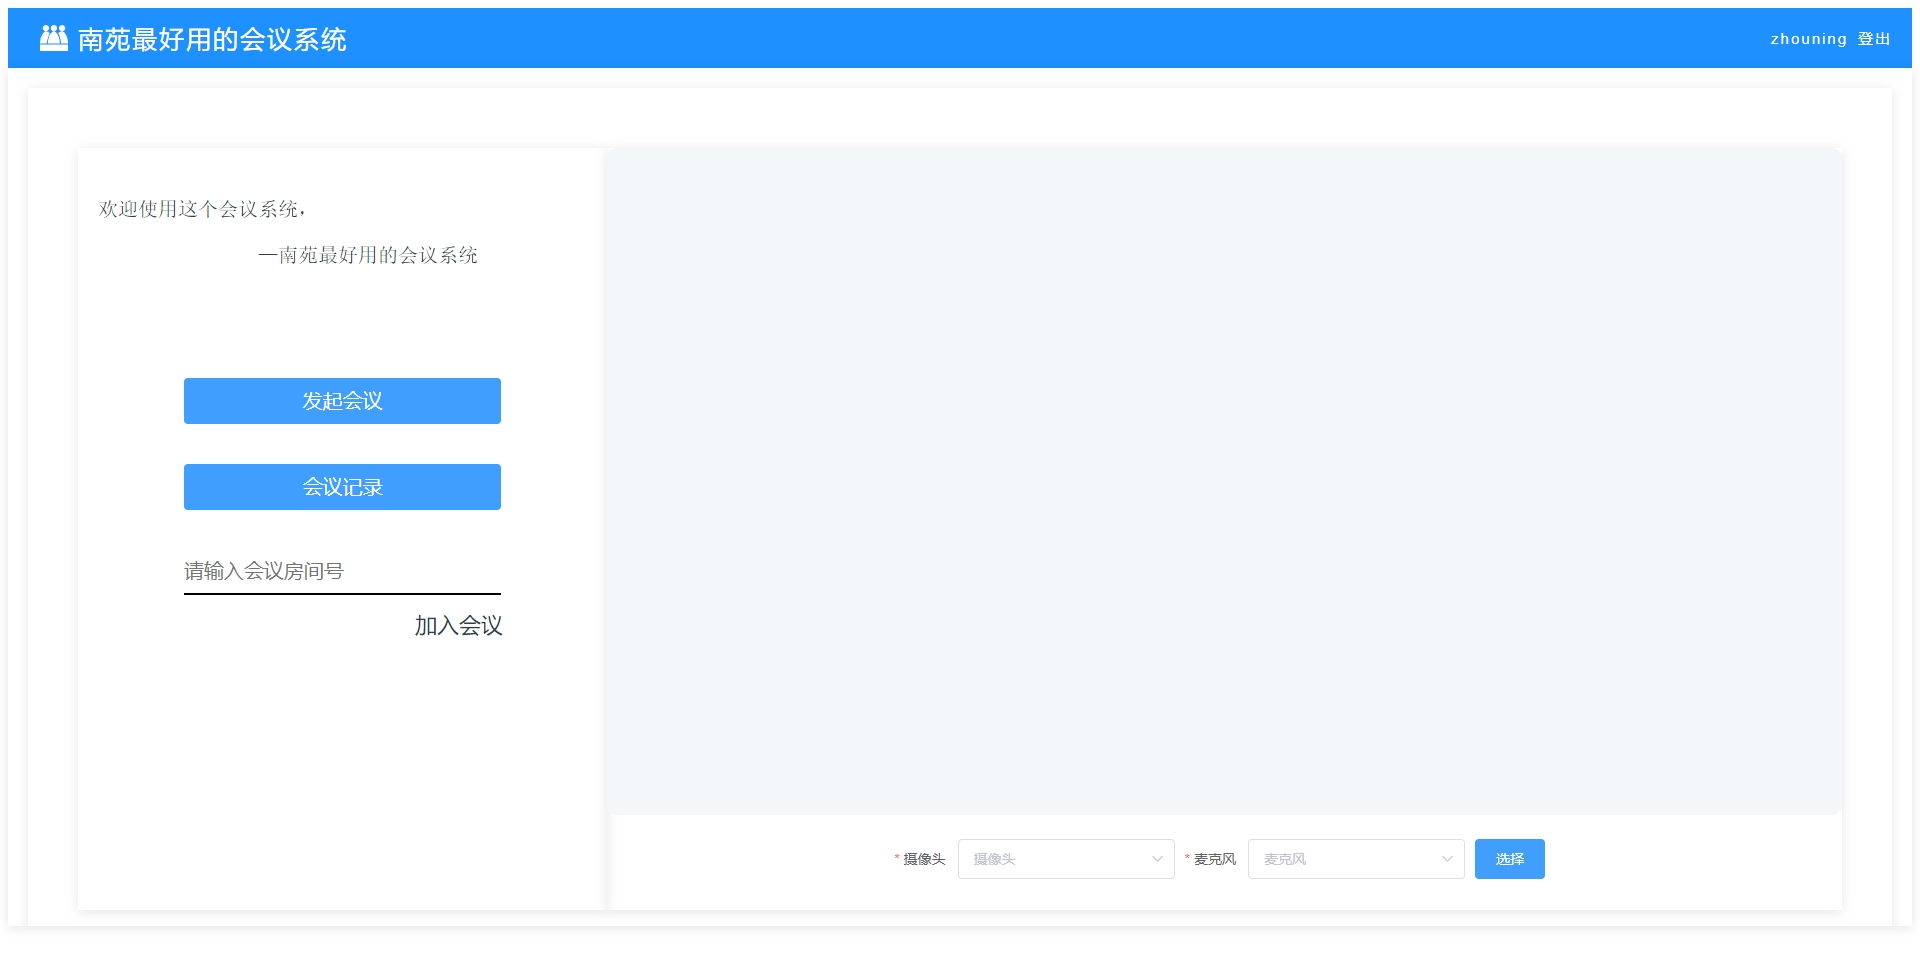 南苑最好用的会议系统
zhouning 登出
欢迎使用这个会议系统，
—南苑最好用的会议系统
发起会议
会议记录
请输入会议房间号
加入会议
* 摄像头 摄像头 * 麦克风 麦克风 选择